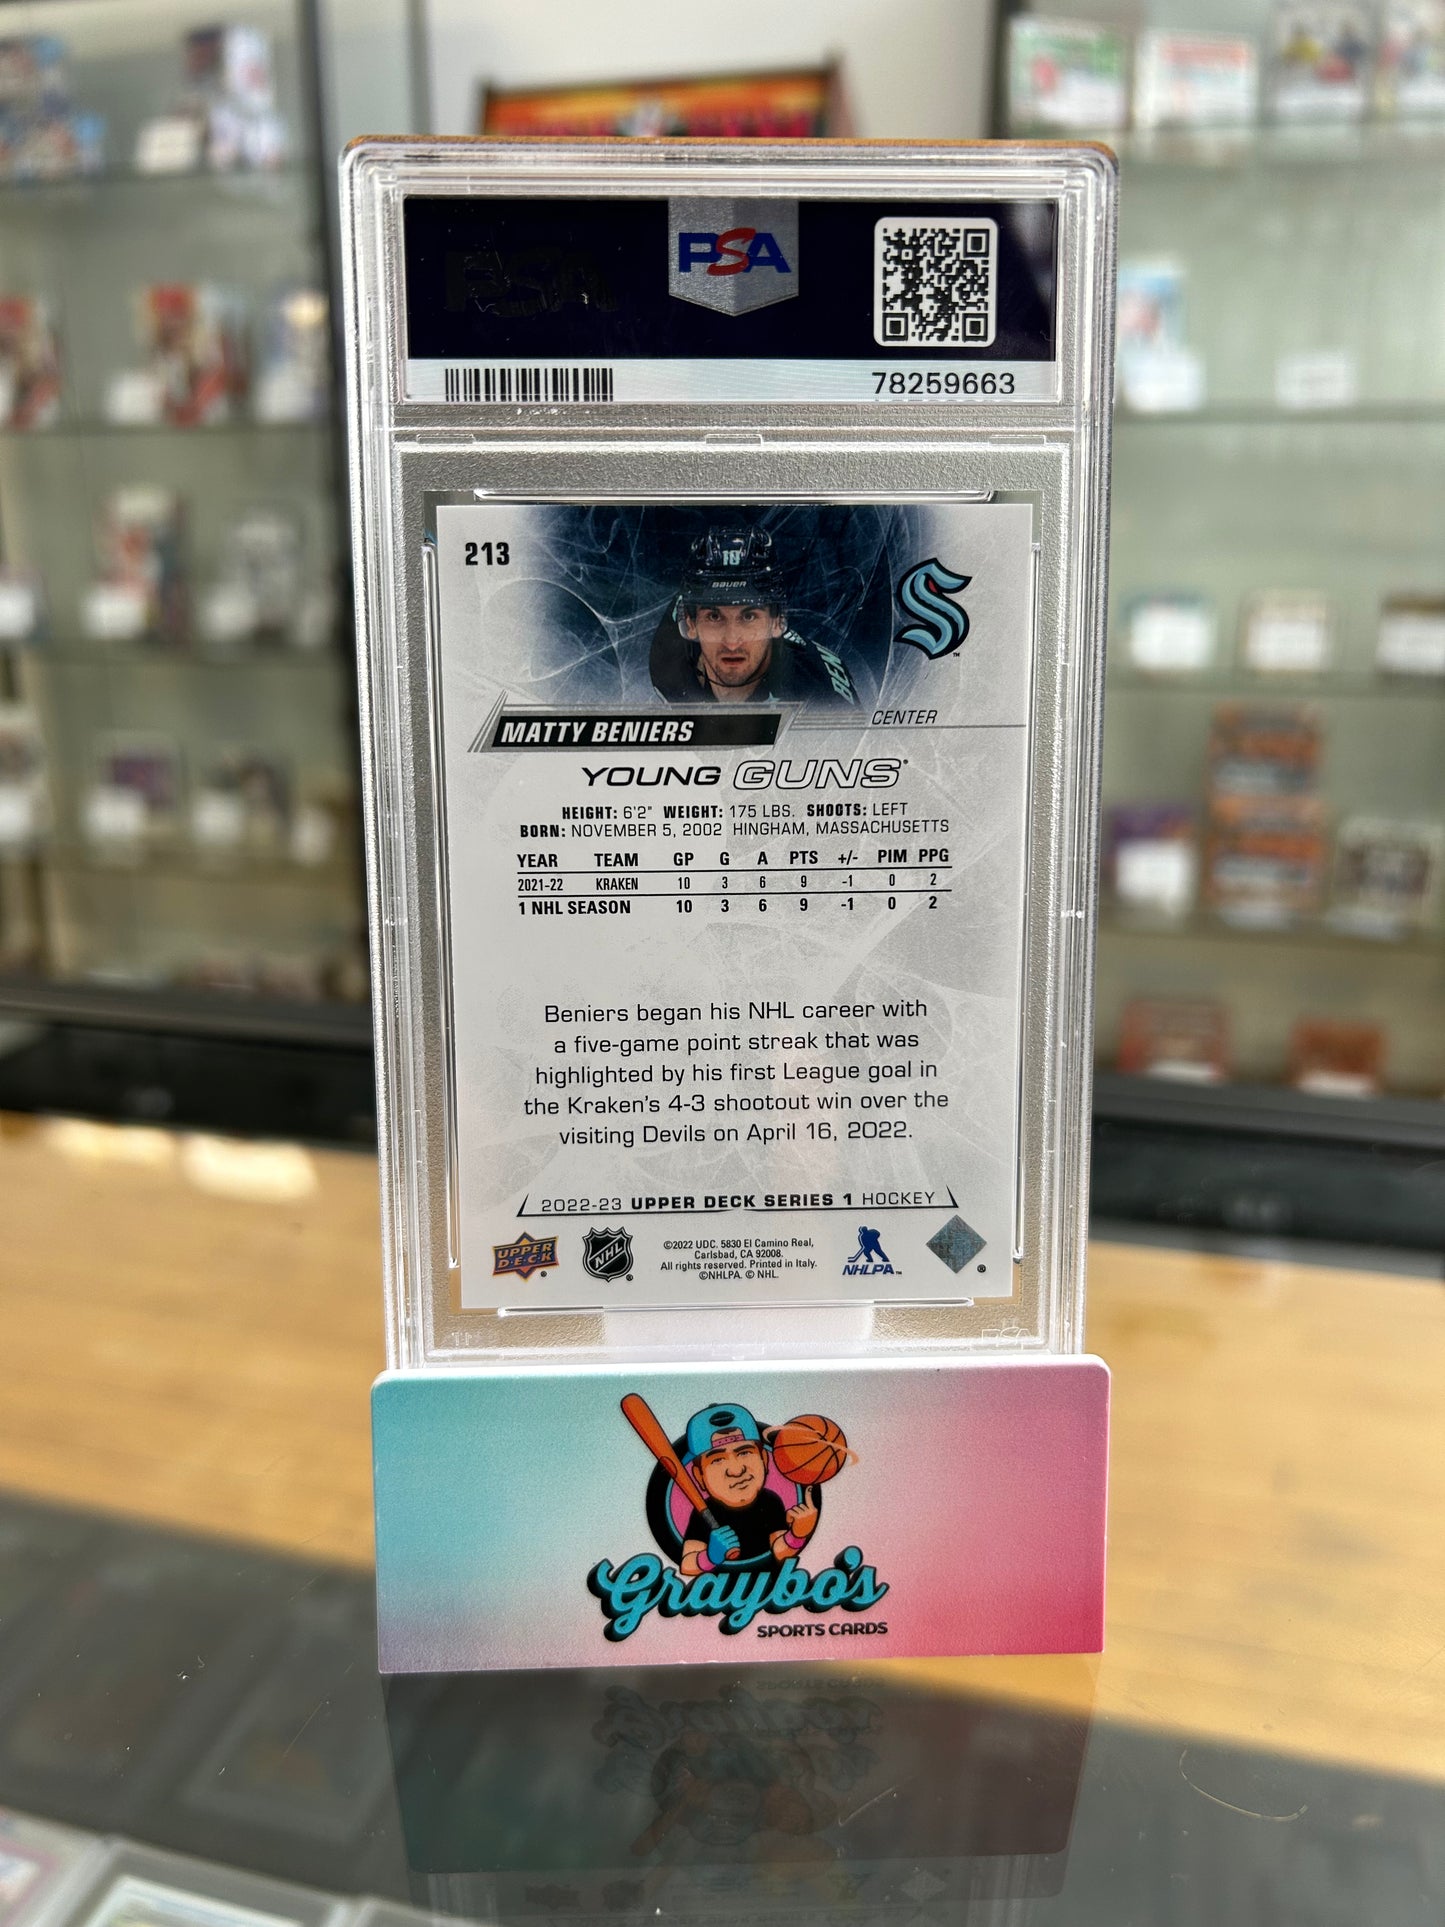 PSA
78259663
213
10
BAUER
BENI
MATTY BENIERS
CENTER
YOUNG GUNS®
HEIGHT: 6'2" WEIGHT: 175 LBS. SHOOTS: LEFT
BORN: NOVEMBER 5, 2002 HINGHAM, MASSACHUSETTS
YEAR TEAM GP G A PTS +/- PIM PPG
2021-22 KRAKEN 10 3 6 9 -1 0 2
1 NHL SEASON 10 3 6 9 -1 0 2
Beniers began his NHL career with
a five-game point streak that was
highlighted by his first League goal in
the Kraken's 4-3 shootout win over the
visiting Devils on April 16, 2022.
2022-23 UPPER DECK SERIES 1 HOCKEY
UPPER DECK®
NHL®
©2022 UDC. 5830 El Camino Real,
Carlsbad, CA 92008.
All rights reserved. Printed in Italy.
©NHLPA. © NHL.
NHLPA™
PSA
Graybo's
SPORTS CARDS